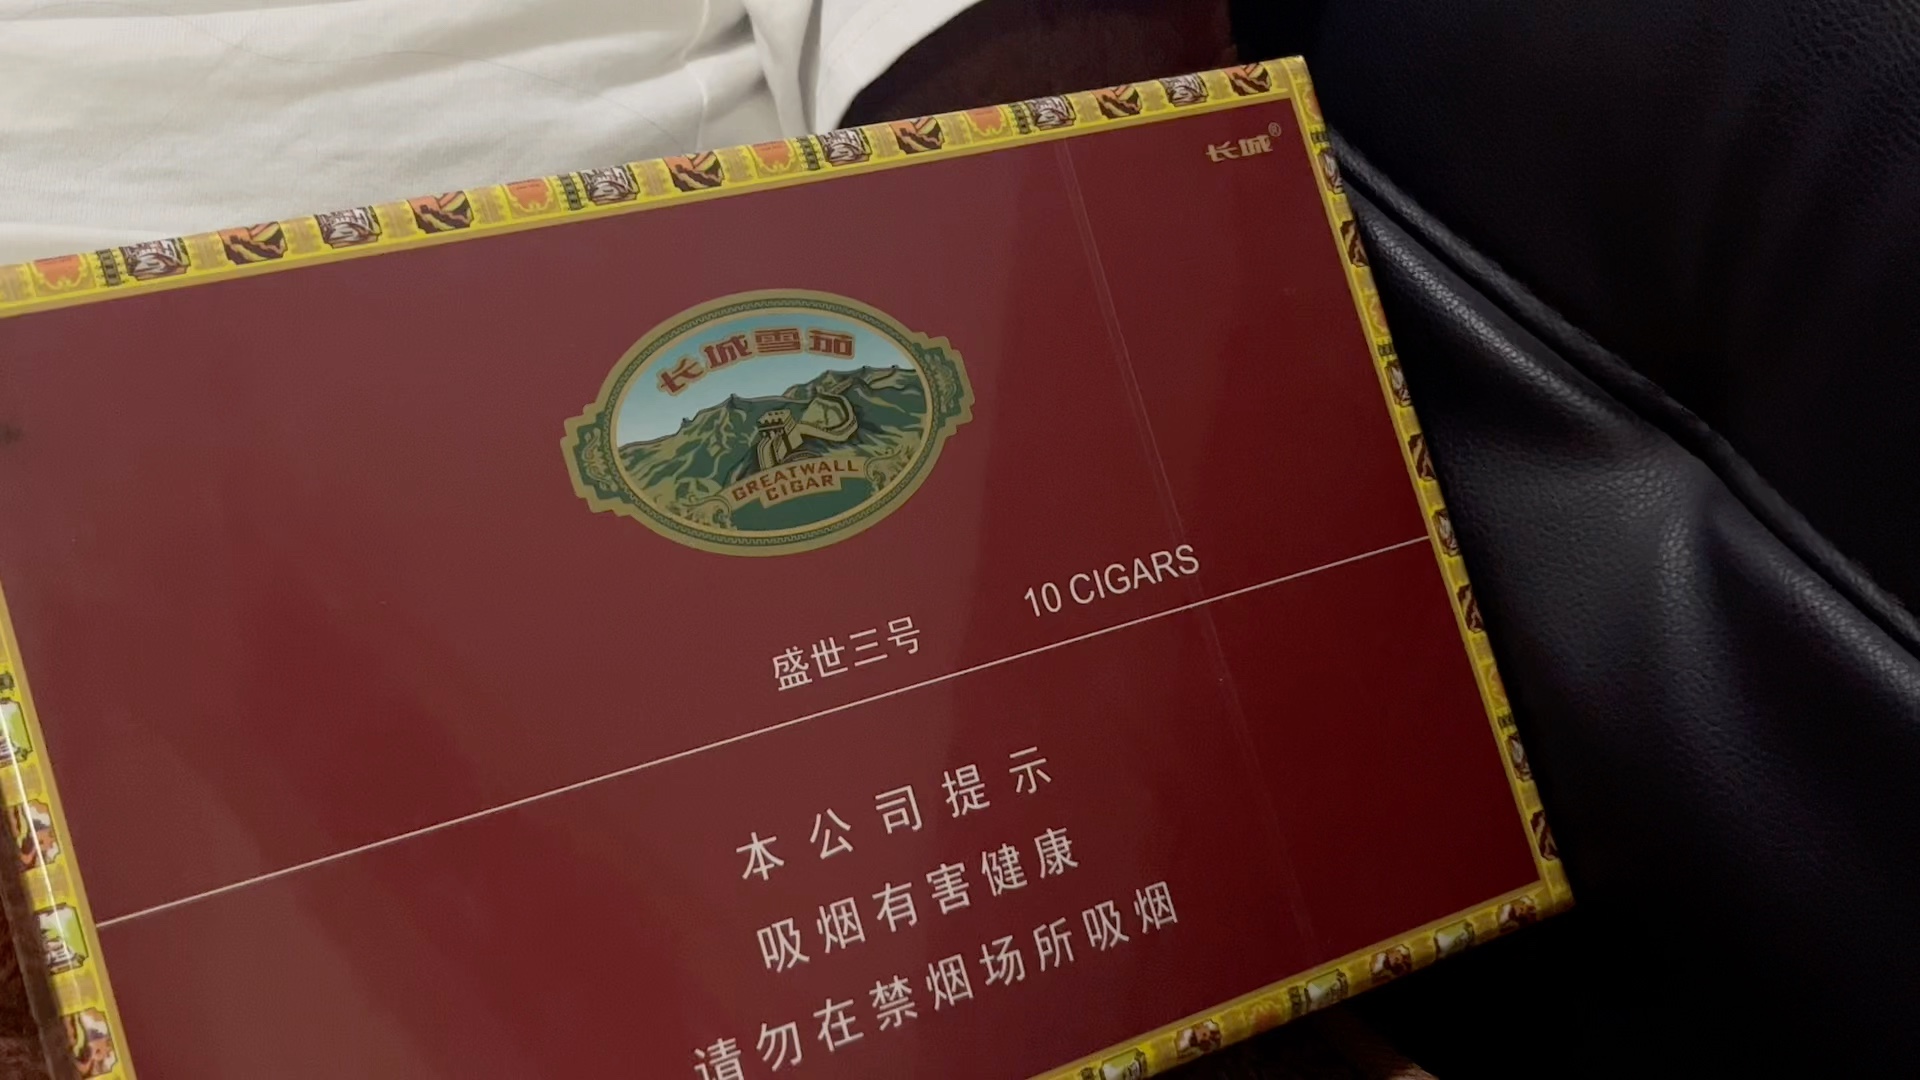 长城®
长城雪茄
GREATWALL
CIGAR
盛世三号 10 CIGARS
本公司提示
吸烟有害健康
请勿在禁烟场所吸烟